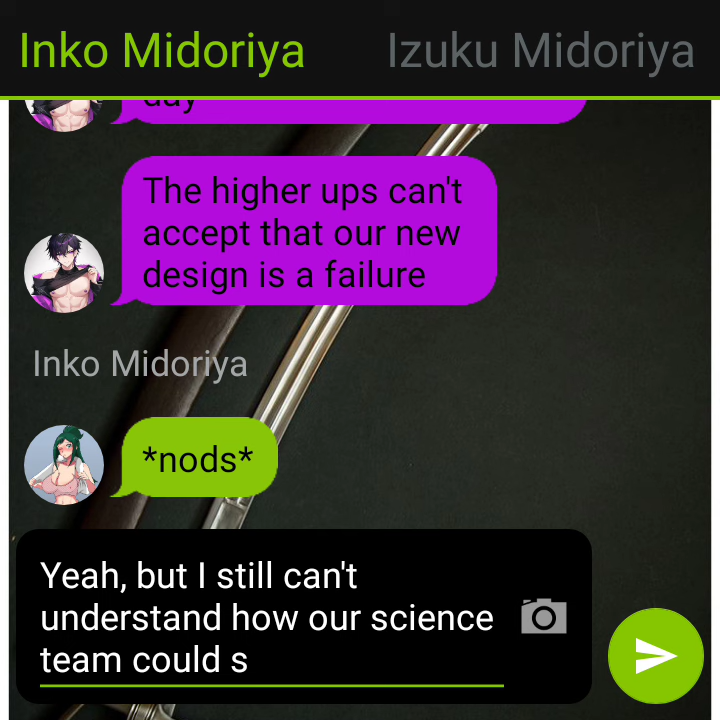 Inko Midoriya Izuku Midoriya
day
The higher ups can't
accept that our new
design is a failure
Inko Midoriya
*nods*
Yeah, but I still can't
understand how our science
team could s